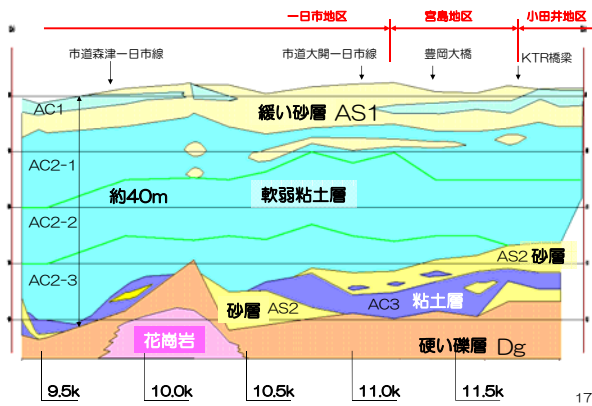 一日市地区
宮島地区
小田井地区
市道森津一日市線
市道大開一日市線
豊岡大橋
KTR橋梁
AC1
緩い砂層 AS1
AC2-1
約40m
軟弱粘土層
AC2-2
AS2 砂層
AC2-3
砂層 AS2
AC3 粘土層
花崗岩
硬い礫層 Dg
9.5k
10.0k
10.5k
11.0k
11.5k
17